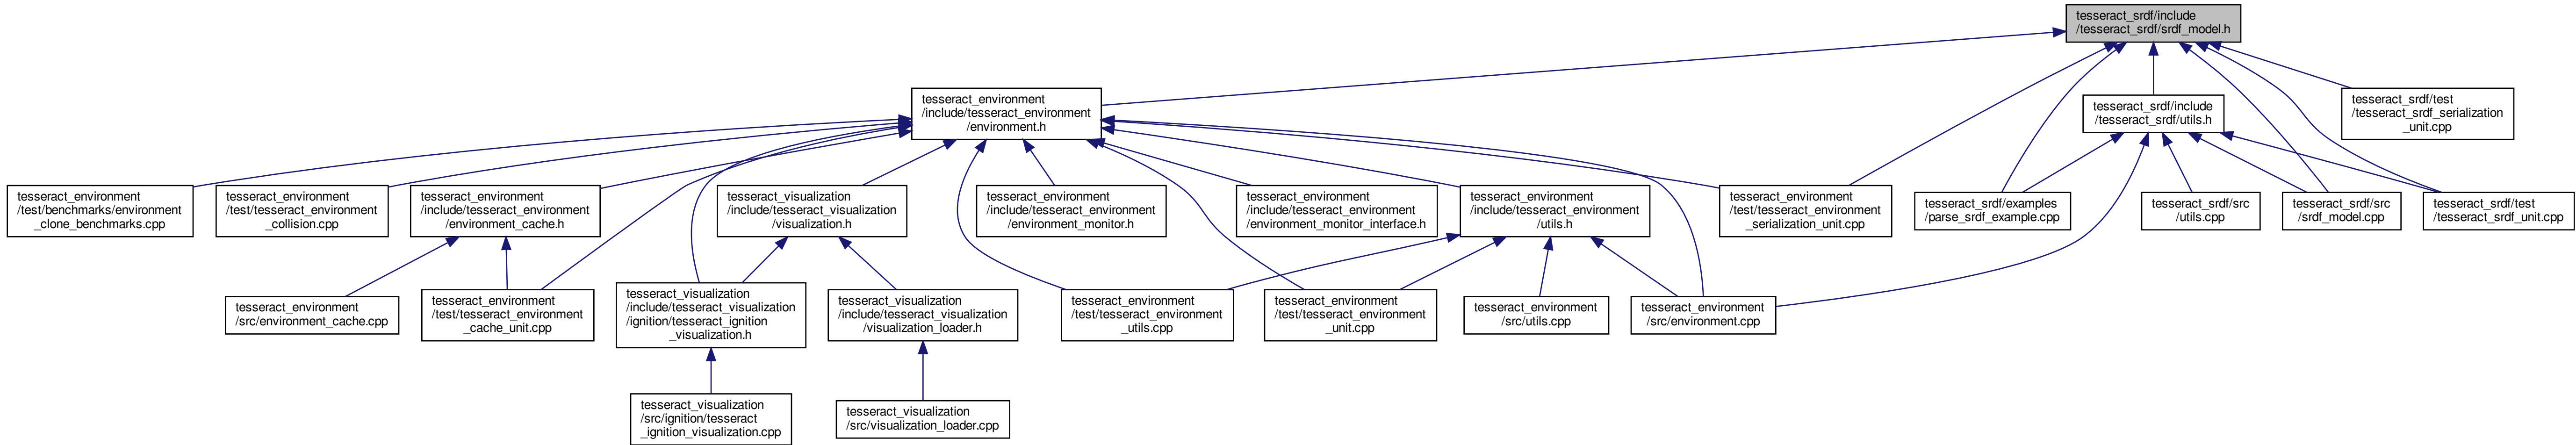 tesseract_srdf/include
/tesseract_srdf/srdf_model.h
tesseract_environment
/include/tesseract_environment
/environment.h
tesseract_srdf/include
/tesseract_srdf/utils.h
tesseract_srdf/test
/tesseract_srdf_serialization
_unit.cpp
tesseract_environment
/test/benchmarks/environment
_clone_benchmarks.cpp
tesseract_environment
/test/tesseract_environment
_collision.cpp
tesseract_environment
/include/tesseract_environment
/environment_cache.h
tesseract_visualization
/include/tesseract_visualization
/visualization.h
tesseract_environment
/include/tesseract_environment
/environment_monitor.h
tesseract_environment
/include/tesseract_environment
/environment_monitor_interface.h
tesseract_environment
/include/tesseract_environment
/utils.h
tesseract_environment
/test/tesseract_environment
_serialization_unit.cpp
tesseract_srdf/examples
/parse_srdf_example.cpp
tesseract_srdf/src
/utils.cpp
tesseract_srdf/src
/srdf_model.cpp
tesseract_srdf/test
/tesseract_srdf_unit.cpp
tesseract_environment
/src/environment_cache.cpp
tesseract_environment
/test/tesseract_environment
_cache_unit.cpp
tesseract_visualization
/include/tesseract_visualization
/ignition/tesseract_ignition
_visualization.h
tesseract_visualization
/include/tesseract_visualization
/visualization_loader.h
tesseract_environment
/test/tesseract_environment
_utils.cpp
tesseract_environment
/test/tesseract_environment
_unit.cpp
tesseract_environment
/src/utils.cpp
tesseract_environment
/src/environment.cpp
tesseract_visualization
/src/ignition/tesseract
_ignition_visualization.cpp
tesseract_visualization
/src/visualization_loader.cpp